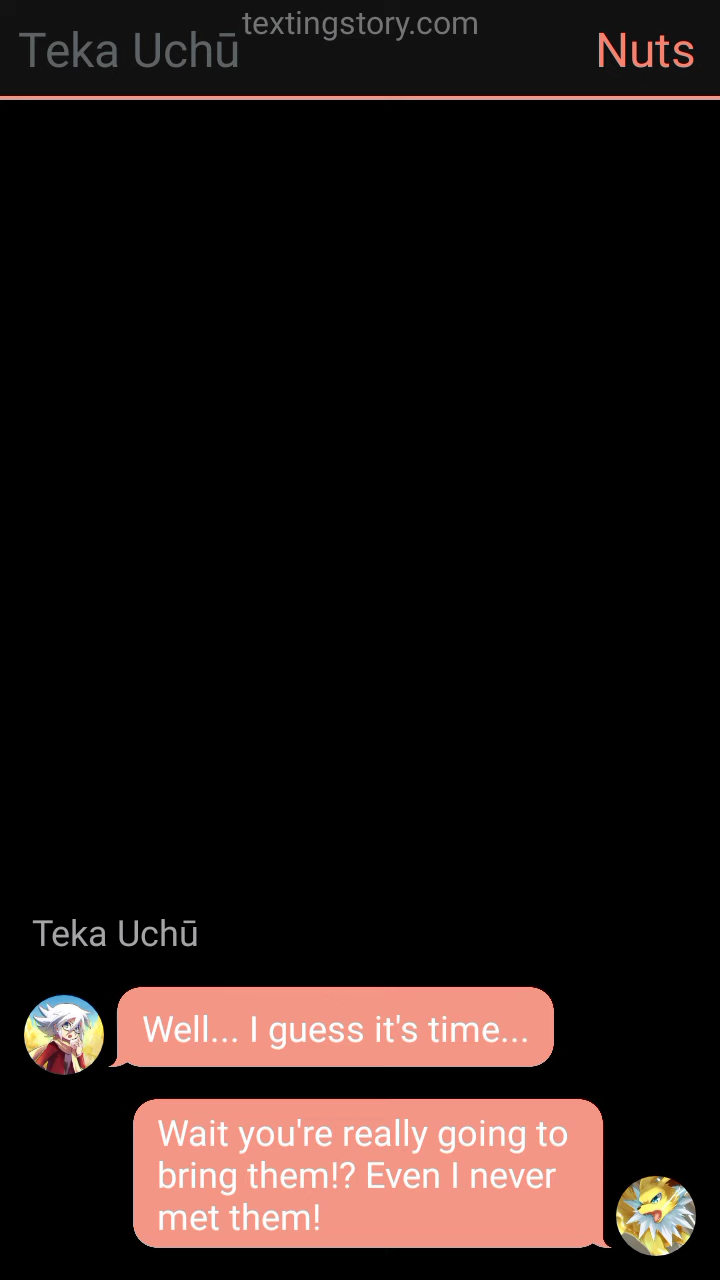 textingstory.com
Teka Uchū
Nuts
Teka Uchū
Well... I guess it's time...
Wait you're really going to
bring them!? Even I never
met them!